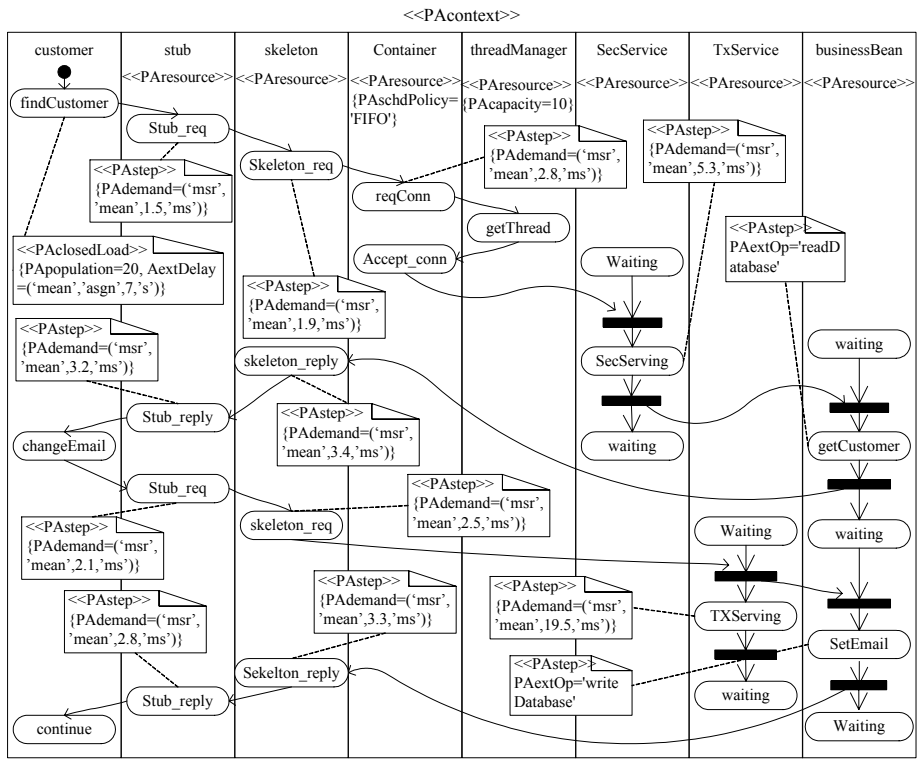 <<PAcontext>>
customer
stub
skeleton
Container
threadManager
SecService
TxService
businessBean
<<PAresource>>
<<PAresource>>
<<PAresource>>
{PAschdPolicy=
'FIFO'}
<<PAresource>>
{PAcapacity=10}
<<PAresource>>
<<PAresource>>
<<PAresource>>
findCustomer
Stub_req
Skeleton_req
<<PAstep>>
{PAdemand=('msr',
'mean',2.8,'ms')}
<<PAstep>>
{PAdemand=('msr',
'mean',5.3,'ms')}
<<PAstep>>
{PAdemand=('msr',
'mean',1.5,'ms')}
reqConn
getThread
<<PAstep>
PAextOp='readD
atabase'
<<PAclosedLoad>>
{PApopulation=20, AextDelay
=('mean','asgn',7,'s')}
Accept_conn
Waiting
<<PAstep>>
{PAdemand=('msr',
'mean',1.9,'ms')}
<<PAstep>>
{PAdemand=('msr',
'mean',3.2,'ms')}
skeleton_reply
SecServing
waiting
Stub_reply
<<PAstep>>
{PAdemand=('msr',
'mean',3.4,'ms')}
changeEmail
waiting
getCustomer
Stub_req
skeleton_req
<<PAstep>>
{PAdemand=('msr',
'mean',2.5,'ms')}
<<PAstep>>
{PAdemand=('msr',
'mean',2.1,'ms')}
Waiting
waiting
<<PAstep>>
{PAdemand=('msr',
'mean',2.8,'ms')}
<<PAstep>>
{PAdemand=('msr',
'mean',3.3,'ms')}
<<PAstep>>
{PAdemand=('msr',
'mean',19.5,'ms')}
TXServing
SetEmail
Sekelton_reply
<<PAstep>>
PAextOp='write
Database'
Stub_reply
waiting
continue
Waiting